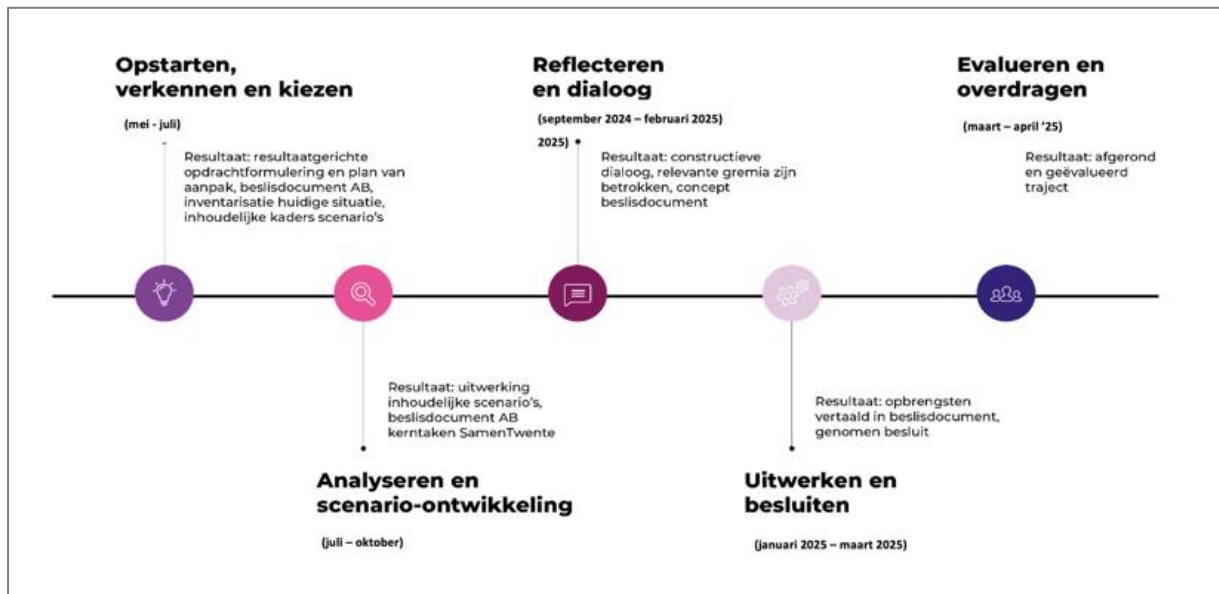 Opstarten,
verkennen en kiezen
(mei - juli)
Resultaat: resultaatgerichte
opdrachtformulering en plan van
aanpak, beslisdocument AB,
inventarisatie huidige situatie,
inhoudelijke kaders scenario's
Reflecteren
en dialoog
(september 2024 – februari 2025)
2025)
Resultaat: constructieve
dialoog, relevante gremia zijn
betrokken, concept
beslisdocument
Evalueren en
overdragen
(maart – april '25)
Resultaat: afgerond
en geëvalueerd
traject
Resultaat: uitwerking
inhoudelijke scenario's,
beslisdocument AB
kerntaken SamenTwente
Analyseren en
scenario-ontwikkeling
(juli – oktober)
Resultaat: opbrengsten
vertaald in beslisdocument,
genomen besluit
Uitwerken en
besluiten
(januari 2025 – maart 2025)